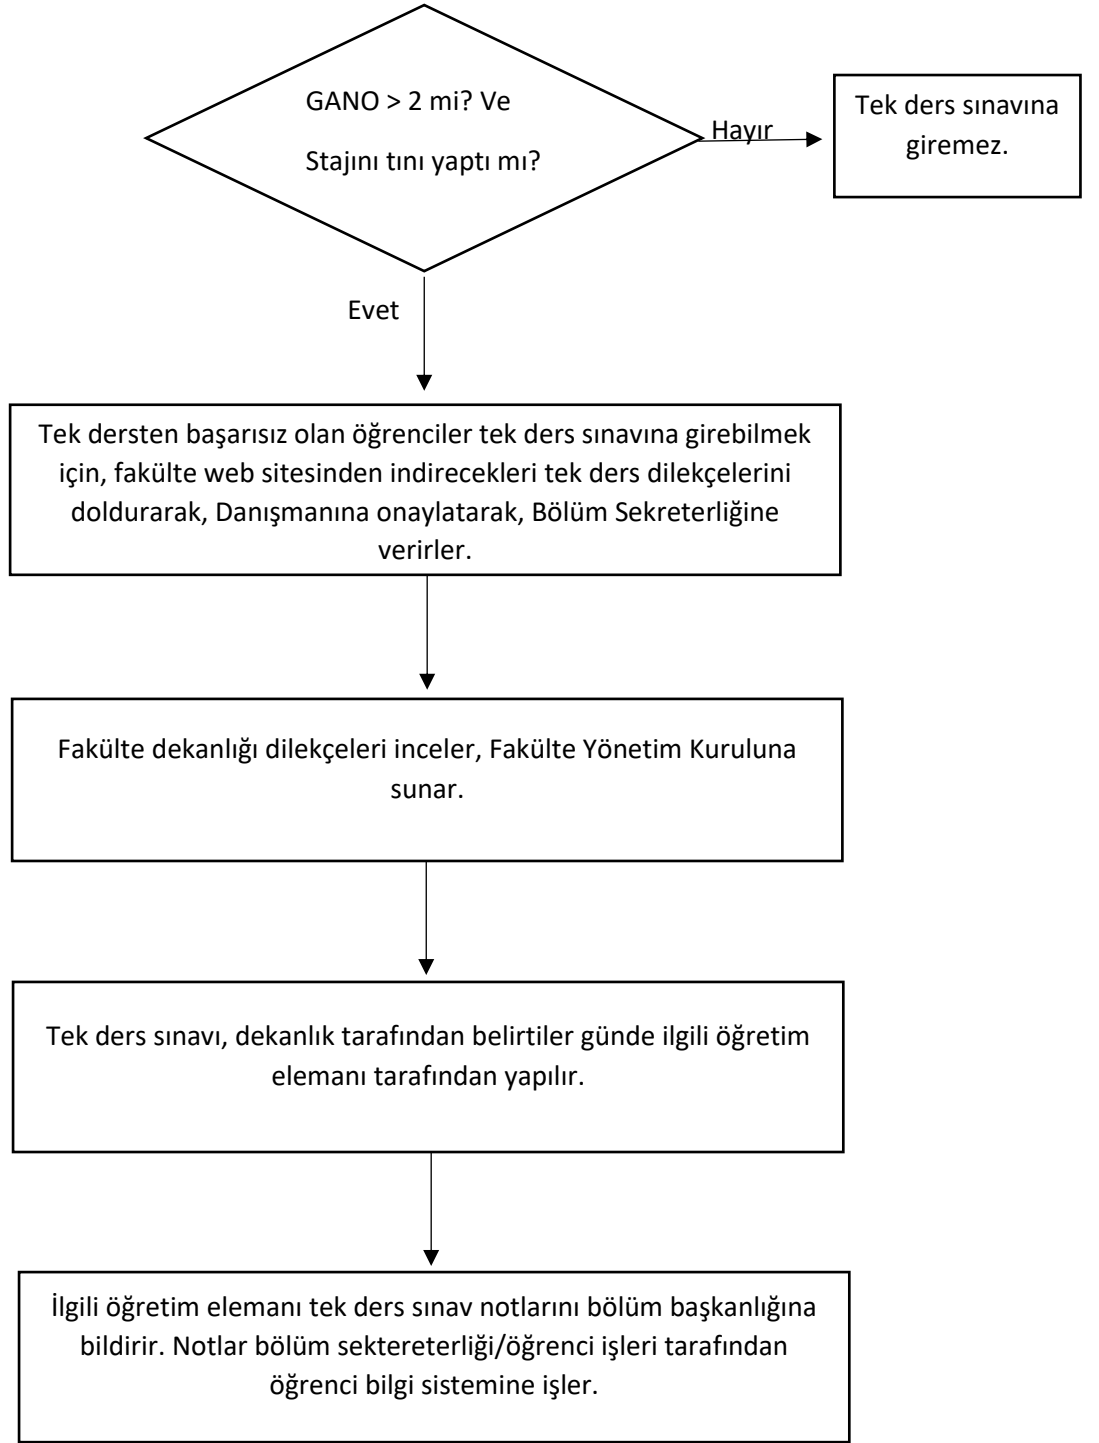 GANO > 2 mi? Ve
Stajını tını yaptı mı?
Hayır
Tek ders sınavına
giremez.
Evet
Tek dersten başarısız olan öğrenciler tek ders sınavına girebilmek
için, fakülte web sitesinden indirecekleri tek ders dilekçelerini
doldurarak, Danışmanına onaylatarak, Bölüm Sekreterliğine
verirler.
Fakülte dekanlığı dilekçeleri inceler, Fakülte Yönetim Kuruluna
sunar.
Tek ders sınavı, dekanlık tarafından belirtiler günde ilgili öğretim
elemanı tarafından yapılır.
İlgili öğretim elemanı tek ders sınav notlarını bölüm başkanlığına
bildirir. Notlar bölüm sektereterliği/öğrenci işleri tarafından
öğrenci bilgi sistemine işler.